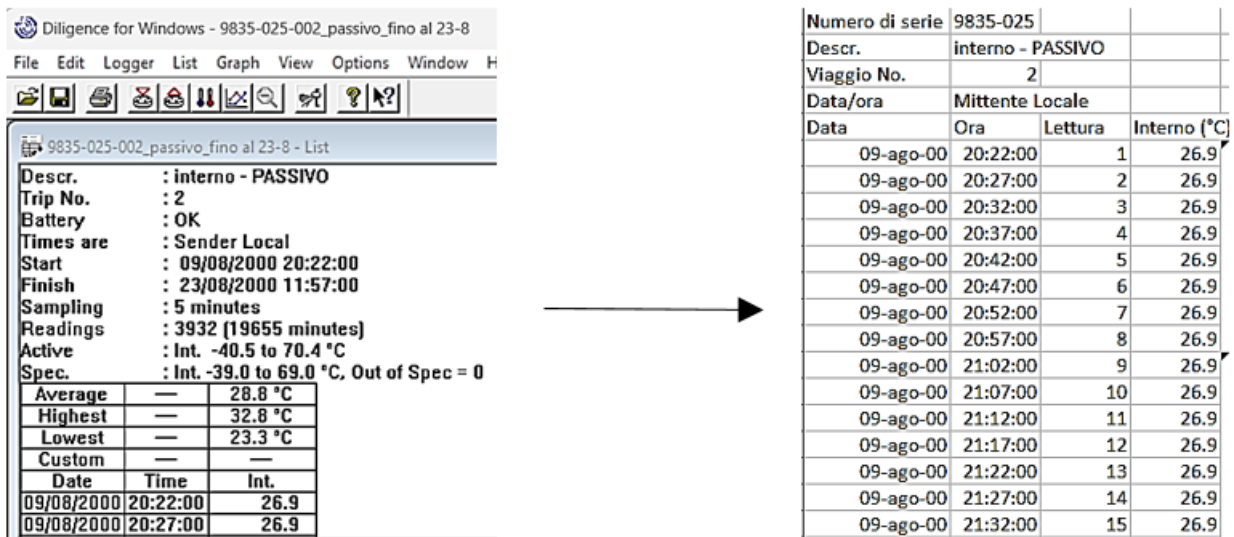 Diligence for Windows - 9835-025-002_passivo_fino al 23-8
File Edit Logger List Graph View Options Window H
9835-025-002_passivo_fino al 23-8 - List
Descr. : interno - PASSIVO
Trip No. : 2
Battery : OK
Times are : Sender Local
Start : 09/08/2000 20:22:00
Finish : 23/08/2000 11:57:00
Sampling : 5 minutes
Readings : 3932 (19655 minutes)
Active : Int. -40.5 to 70.4 °C
Spec. : Int. -39.0 to 69.0 °C, Out of Spec = 0
Average — 28.8 °C
Highest — 32.8 °C
Lowest — 23.3 °C
Custom — —
Date Time Int.
09/08/2000 20:22:00 26.9
09/08/2000 20:27:00 26.9
Numero di serie 9835-025
Descr. interno - PASSIVO
Viaggio No. 2
Data/ora Mittente Locale
Data Ora Lettura Interno (°C)
09-ago-00 20:22:00 1 26.9
09-ago-00 20:27:00 2 26.9
09-ago-00 20:32:00 3 26.9
09-ago-00 20:37:00 4 26.9
09-ago-00 20:42:00 5 26.9
09-ago-00 20:47:00 6 26.9
09-ago-00 20:52:00 7 26.9
09-ago-00 20:57:00 8 26.9
09-ago-00 21:02:00 9 26.9
09-ago-00 21:07:00 10 26.9
09-ago-00 21:12:00 11 26.9
09-ago-00 21:17:00 12 26.9
09-ago-00 21:22:00 13 26.9
09-ago-00 21:27:00 14 26.9
09-ago-00 21:32:00 15 26.9